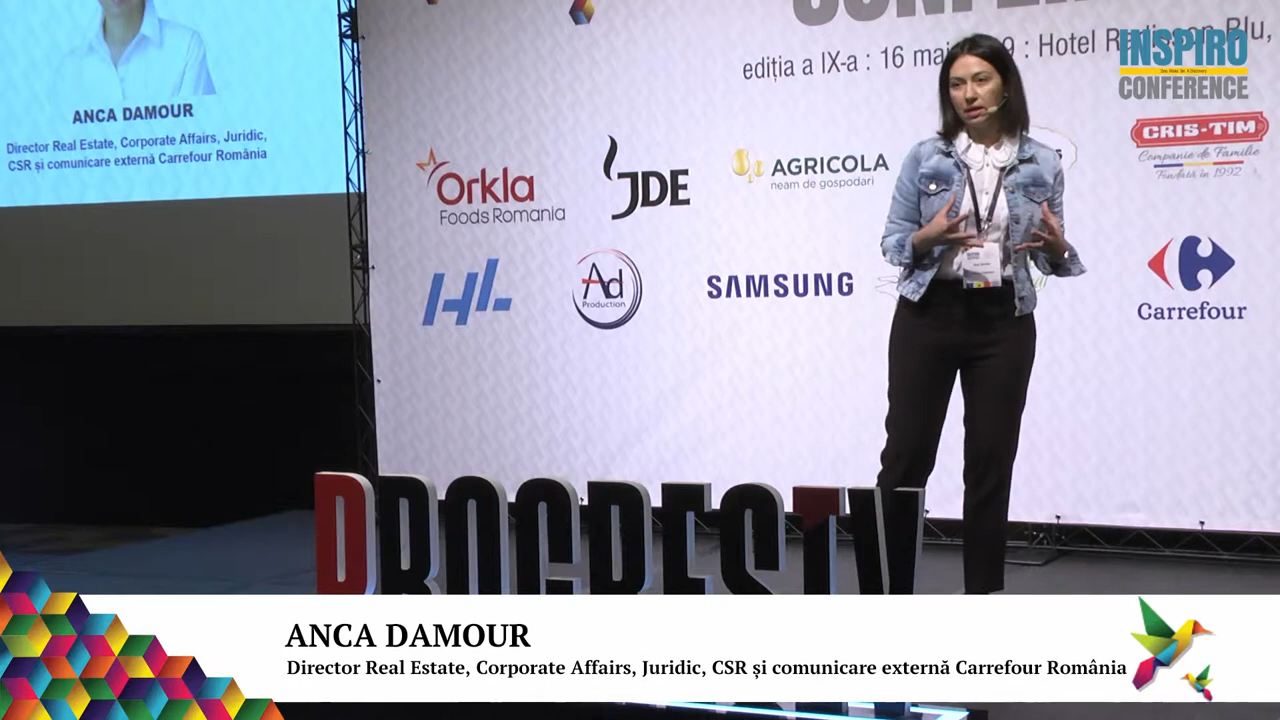 ANCA DAMOUR
Director Real Estate, Corporate Affairs, Juridic,
CSR și comunicare externă Carrefour România
ediția a IX-a : 16 mai
: Hotel
Blu,
INSPIRO
CONFERENCE
Orkla
Foods Romania
JDE
AGRICOLA
neam de gospodari
CRIS-TIM
Companie de Familie
Fondată în 1992
HL
Ad
Production
SAMSUNG
Carrefour
ANCA DAMOUR
Director Real Estate, Corporate Affairs, Juridic, CSR și comunicare externă Carrefour România